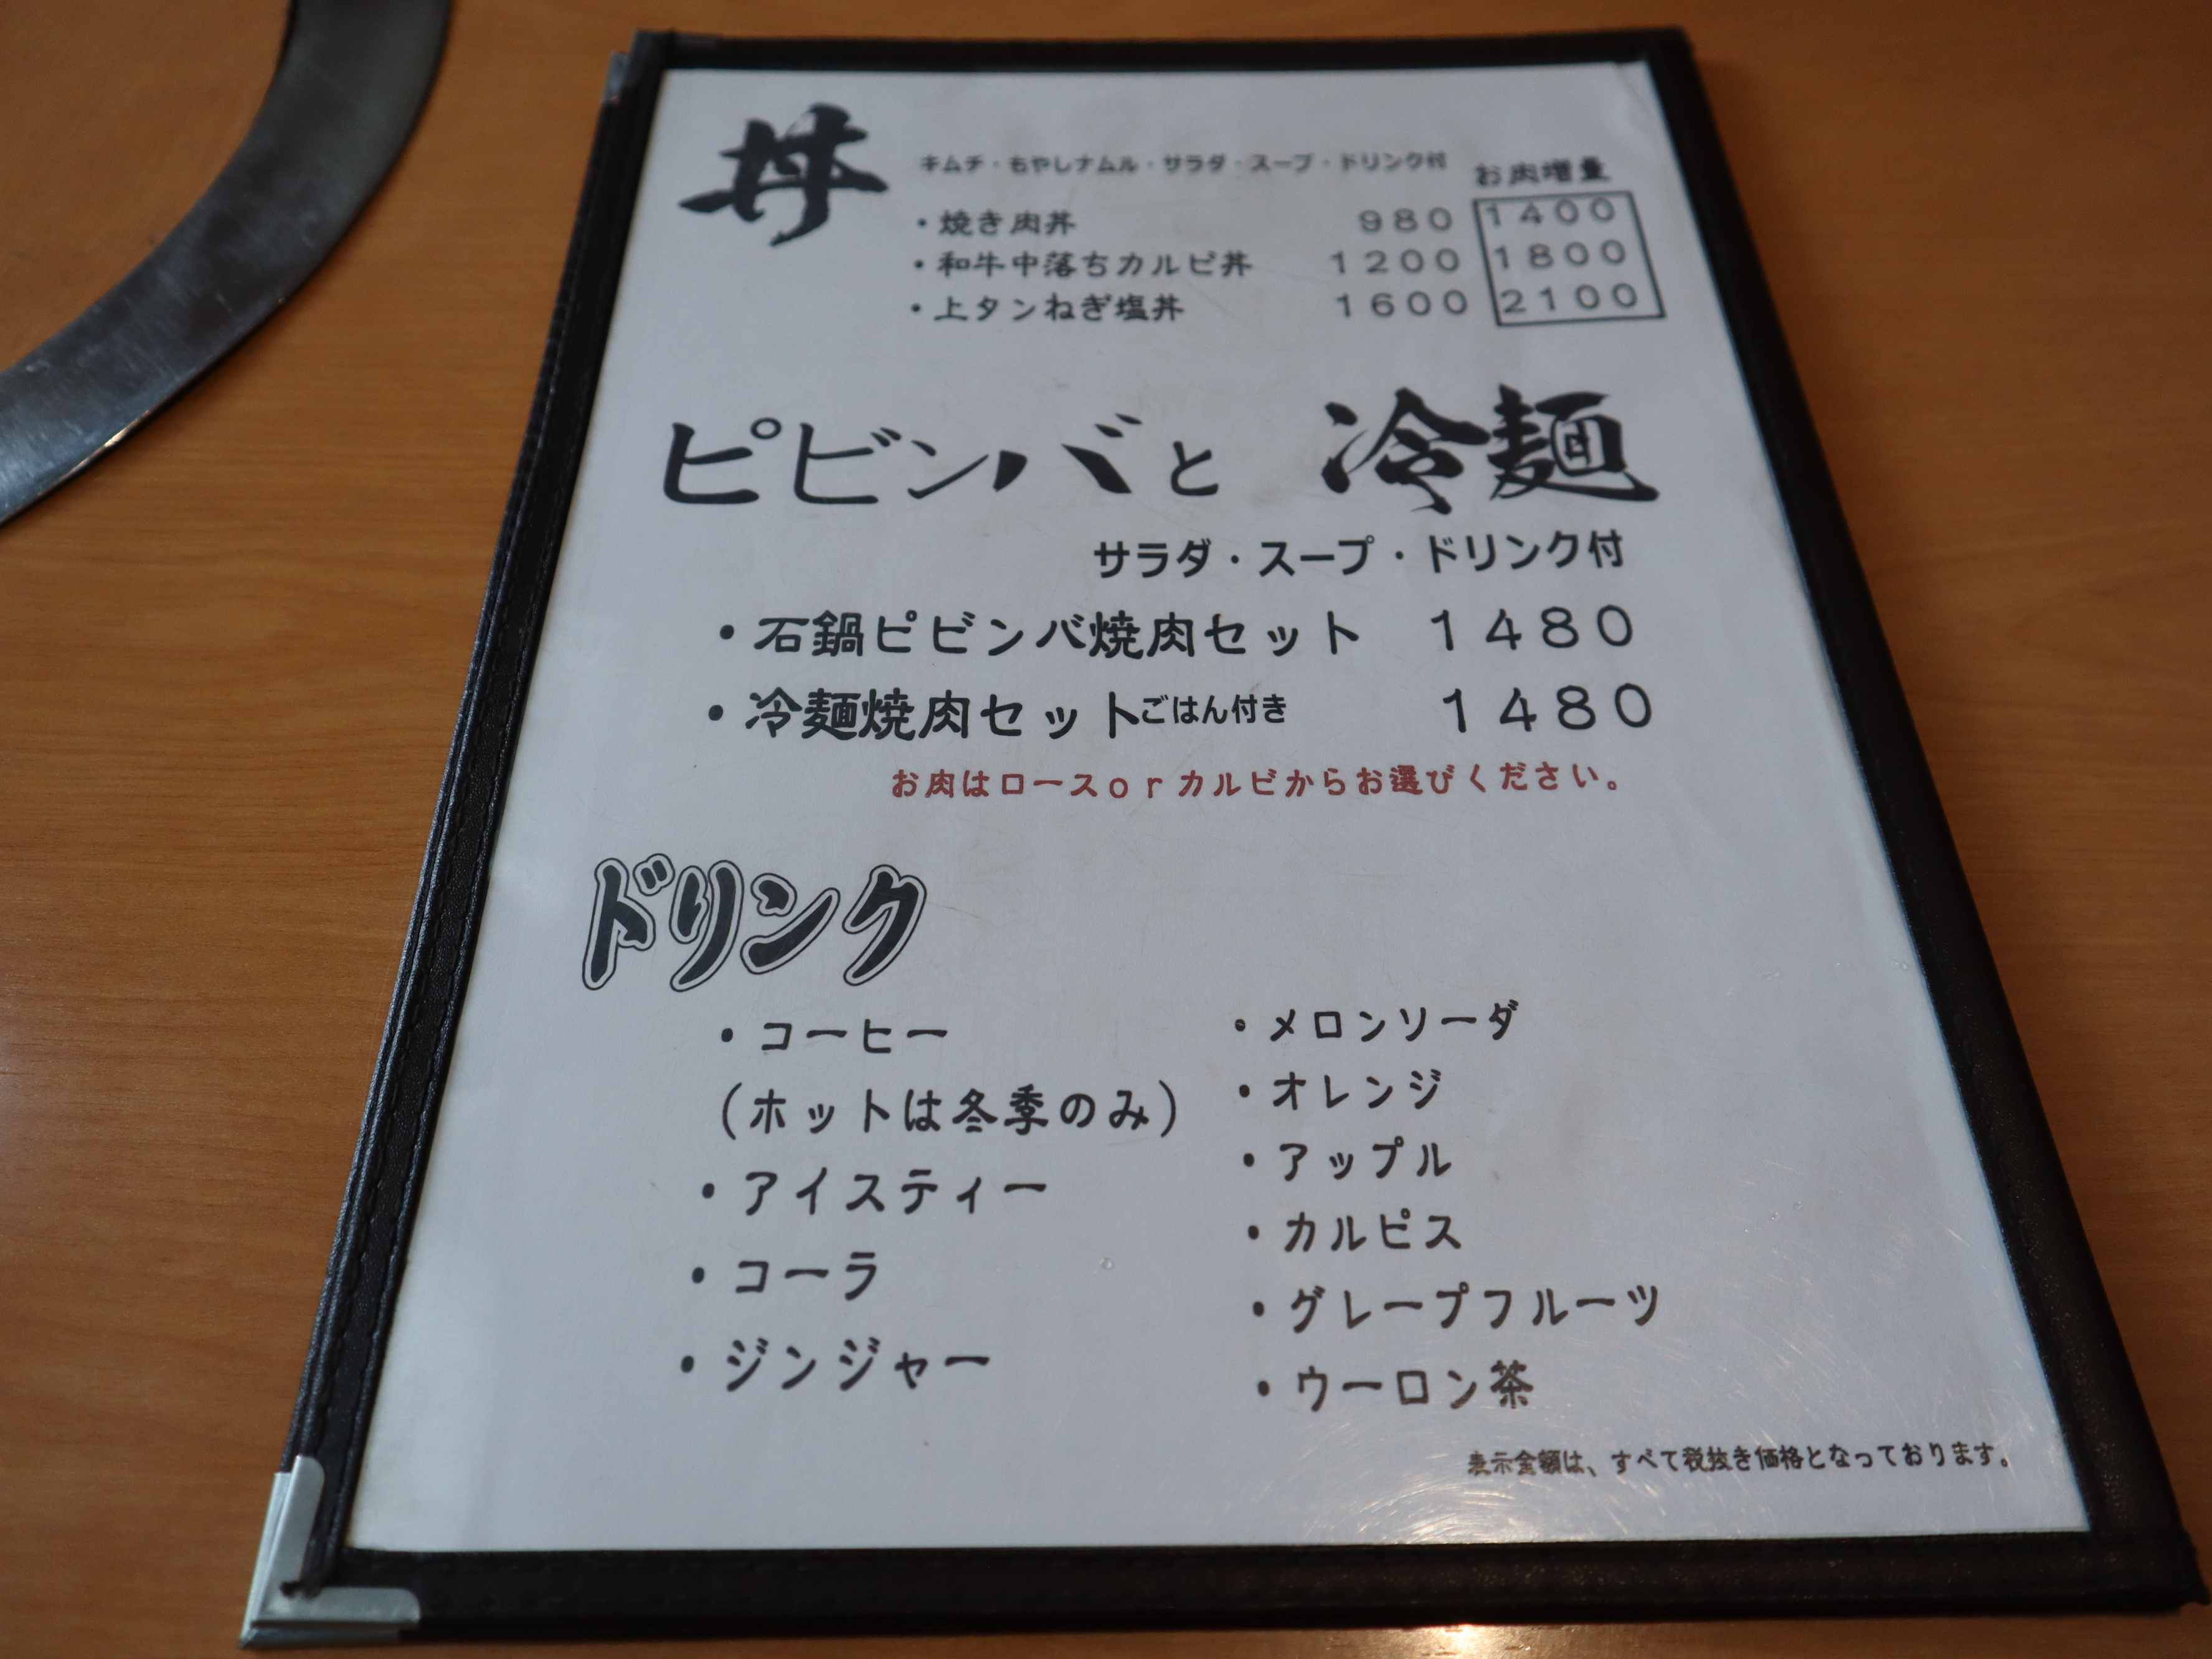 丼
キムチ・もやしナムル・サラダ・スープ・ドリンク付 お肉増量
・焼き肉丼 980 1400
・和牛中落ちカルビ丼 1200 1800
・上タンねぎ塩丼 1600 2100
ピビンバと 冷麺
サラダ・スープ・ドリンク付
・石鍋ピビンバ焼肉セット 1480
・冷麺焼肉セットごはん付き 1480
お肉はロースorカルビからお選びください。
ドリンク
・コーヒー
(ホットは冬季のみ)
・アイスティー
・コーラ
・ジンジャー
・メロンソーダ
・オレンジ
・アップル
・カルピス
・グレープフルーツ
・ウーロン茶
表示金額は、すべて税抜き価格となっております。